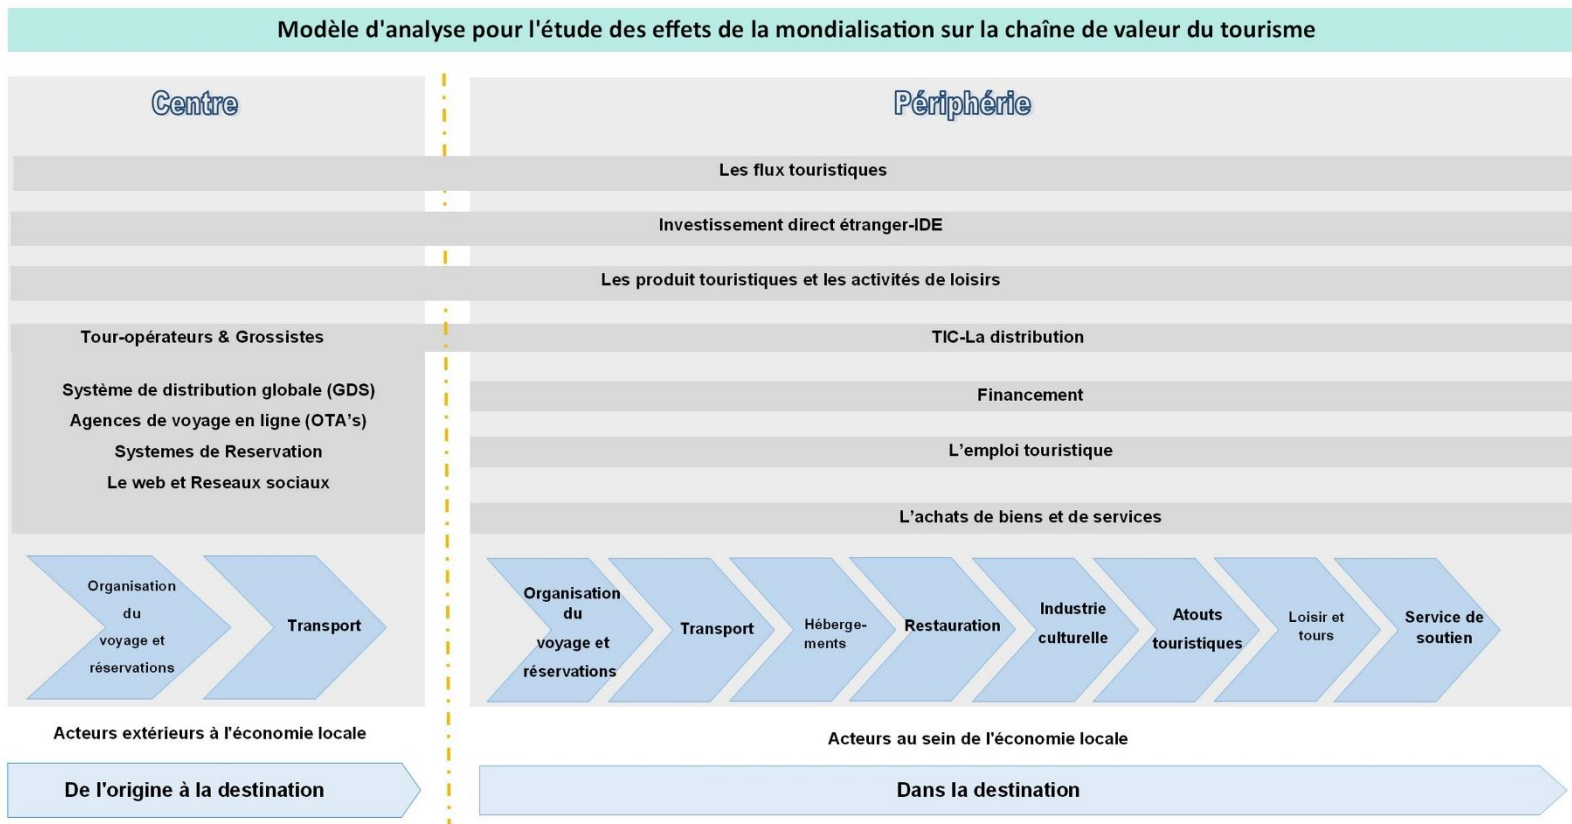 Modèle d'analyse pour l'étude des effets de la mondialisation sur la chaîne de valeur du tourisme
Centre
Périphérie
Les flux touristiques
Investissement direct étranger-IDE
Les produit touristiques et les activités de loisirs
Tour-opérateurs & Grossistes
TIC-La distribution
Système de distribution globale (GDS)
Agences de voyage en ligne (OTA’s)
Systemes de Reservation
Le web et Reseaux sociaux
Financement
L’emploi touristique
L’achats de biens et de services
Organisation
du
voyage et
réservations
Transport
Organisation
du
voyage et
réservations
Transport
Héberge-
ments
Restauration
Industrie
culturelle
Atouts
touristiques
Loisir et
tours
Service de
soutien
Acteurs extérieurs à l'économie locale
Acteurs au sein de l'économie locale
De l'origine à la destination
Dans la destination